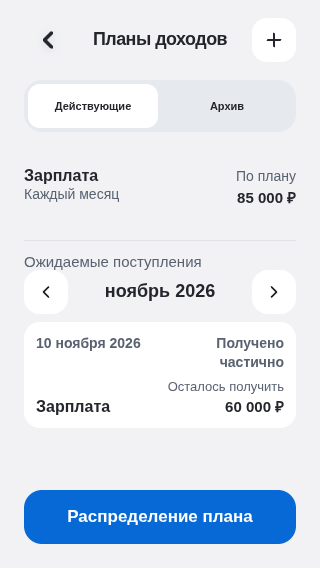 Планы доходов
Действующие
Архив
Зарплата
По плану
Каждый месяц
85 000 ₽
Ожидаемые поступления
ноябрь 2026
10 ноября 2026
Получено
частично
Осталось получить
Зарплата
60 000 ₽
Распределение плана